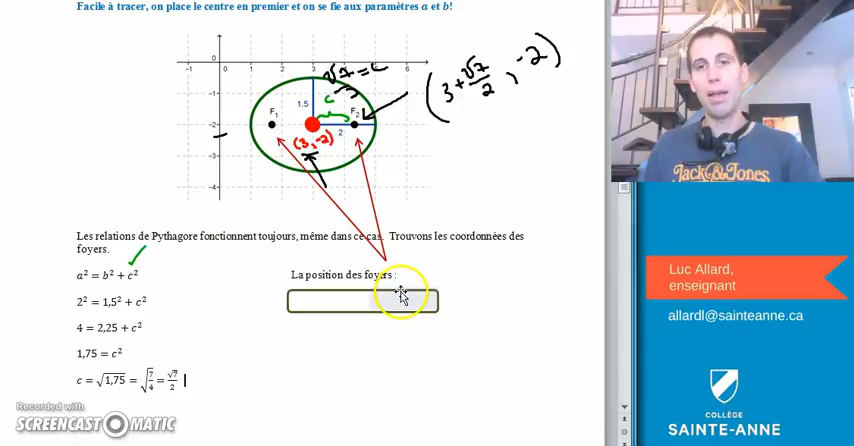 Facile à tracer, on place le centre en premier et on se fie aux paramètres a et b!
-1 0 1 2 3 6
0
-1
-2
-3
-4
√7 = c
2
c
1.5
F₁
F₂
2
(3, -2)
(3 + √7/2, -2)
JACK & JONES
Les relations de Pythagore fonctionnent toujours, même dans ce cas. Trouvons les coordonnées des
foyers.
a² = b² + c²
La position des foyers :
2² = 1,5² + c²
4 = 2,25 + c²
1,75 = c²
c = √1,75 = √7/4 = √7/2
Luc Allard,
enseignant
allardl@sainteanne.ca
COLLÈGE
SAINTE-ANNE
Recorded with
SCREENCAST-O-MATIC